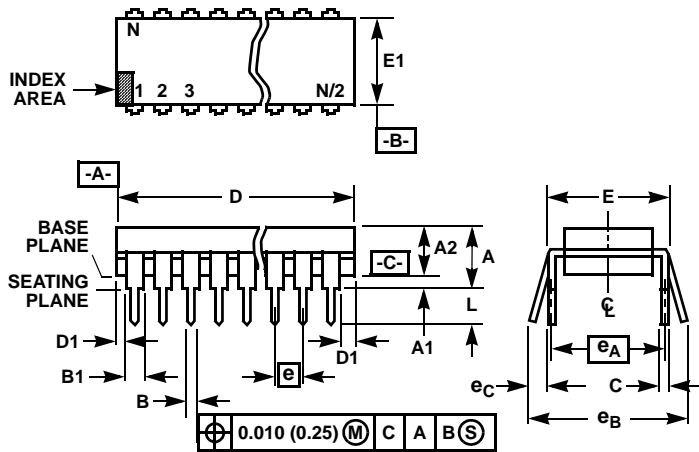 N
INDEX
AREA
1 2 3 N/2
E1
-B-
-A-
D
E
BASE
PLANE
SEATING
PLANE
A2
A
-C-
L
D1
B1
B
e
D1
A1
C L
eA
eC
C
eB
0.010 (0.25) M C A B S